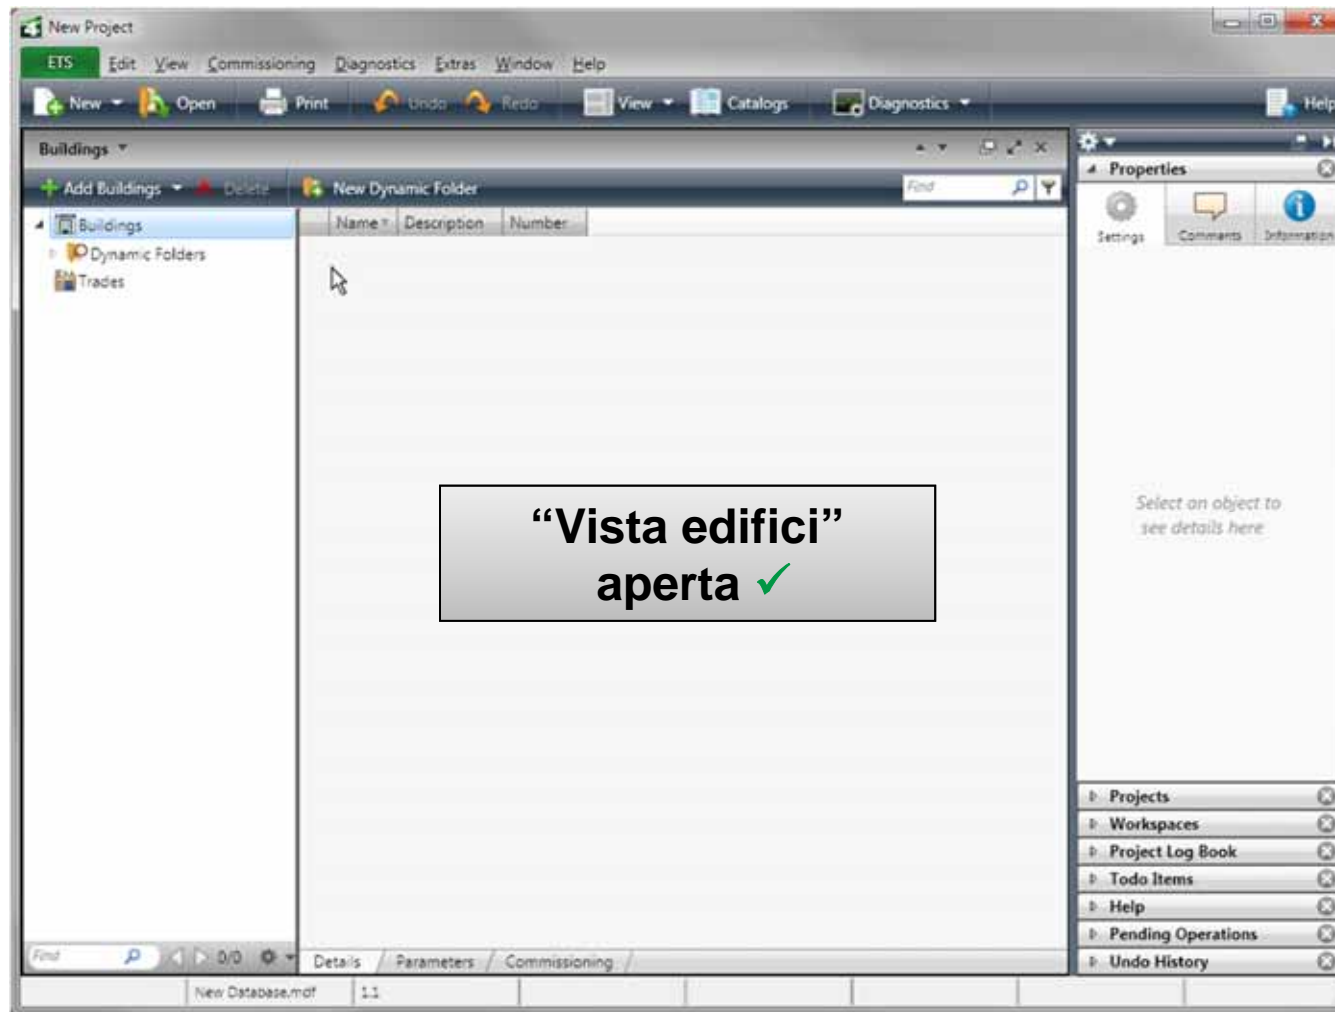 New Project
ETS Edit View Commissioning Diagnostics Extras Window Help
New Open Print Undo Redo View Catalogs Diagnostics Help
Buildings
Add Buildings Delete New Dynamic Folder Find
Buildings
Dynamic Folders
Trades
Name Description Number
Properties
Settings Comments Information
Select an object to
see details here
“Vista edifici”
aperta ✓
Projects
Workspaces
Project Log Book
Todo Items
Help
Pending Operations
Undo History
Find 0/0
Details Parameters Commissioning
New Database.mdf 1.1